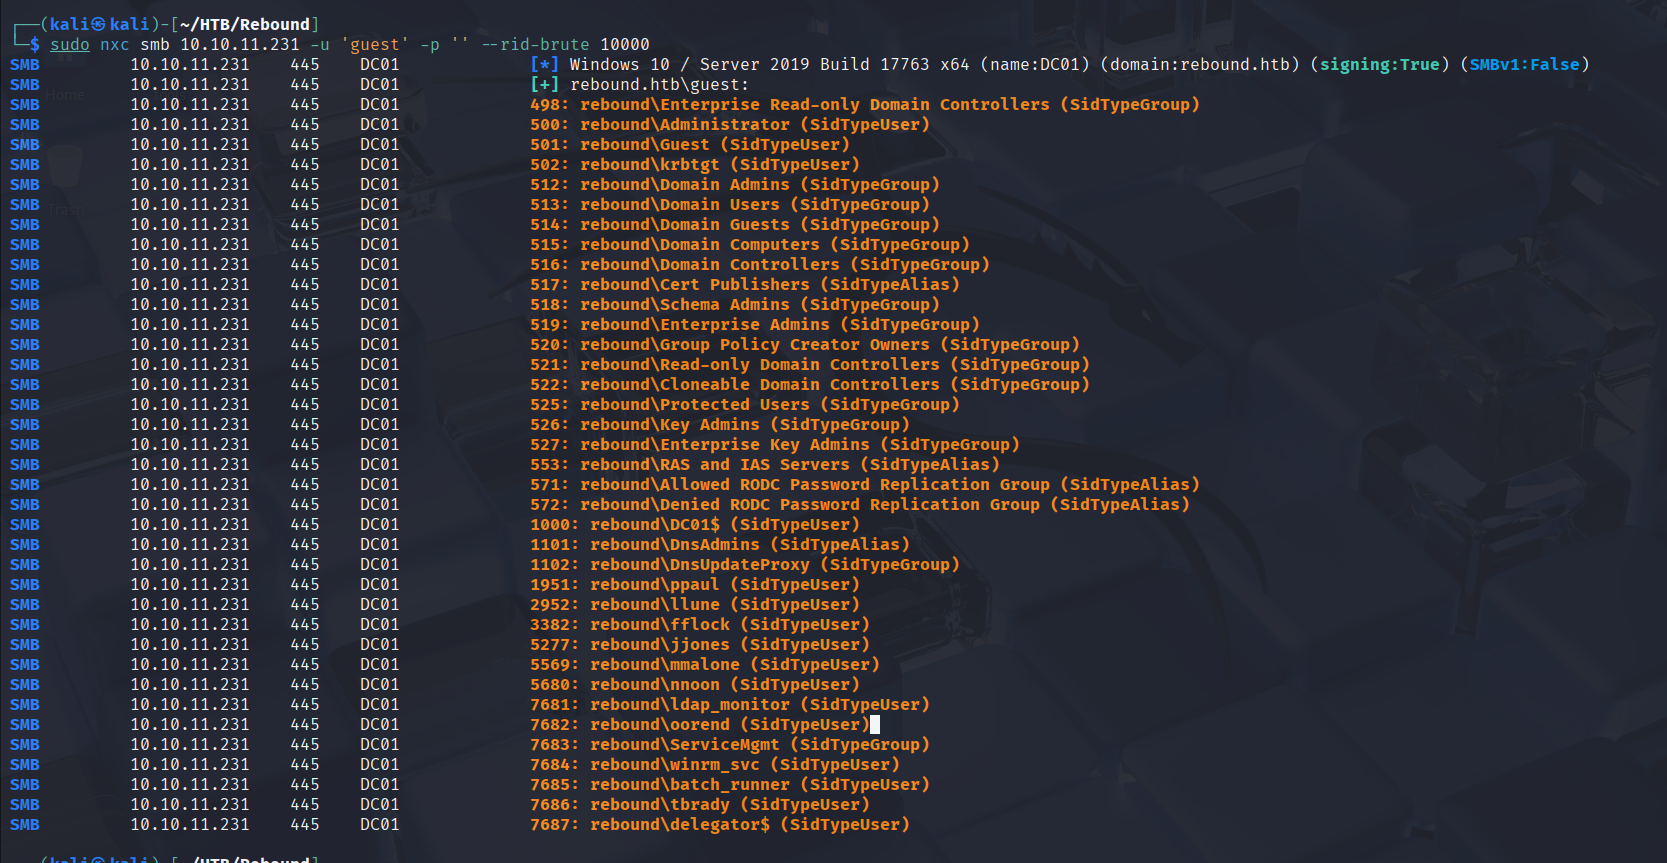 ┌──(kali㉿kali)-[~/HTB/Rebound]
└─$ sudo nxc smb 10.10.11.231 -u 'guest' -p '' --rid-brute 10000
SMB 10.10.11.231 445 DC01 [*] Windows 10 / Server 2019 Build 17763 x64 (name:DC01) (domain:rebound.htb) (signing:True) (SMBv1:False)
SMB 10.10.11.231 445 DC01 [+] rebound.htb\guest:
Home
SMB 10.10.11.231 445 DC01 498: rebound\Enterprise Read-only Domain Controllers (SidTypeGroup)
SMB 10.10.11.231 445 DC01 500: rebound\Administrator (SidTypeUser)
SMB 10.10.11.231 445 DC01 501: rebound\Guest (SidTypeUser)
SMB 10.10.11.231 445 DC01 502: rebound\krbtgt (SidTypeUser)
SMB 10.10.11.231 445 DC01 512: rebound\Domain Admins (SidTypeGroup)
SMB 10.10.11.231 445 DC01 513: rebound\Domain Users (SidTypeGroup)
Trash
SMB 10.10.11.231 445 DC01 514: rebound\Domain Guests (SidTypeGroup)
SMB 10.10.11.231 445 DC01 515: rebound\Domain Computers (SidTypeGroup)
SMB 10.10.11.231 445 DC01 516: rebound\Domain Controllers (SidTypeGroup)
SMB 10.10.11.231 445 DC01 517: rebound\Cert Publishers (SidTypeAlias)
SMB 10.10.11.231 445 DC01 518: rebound\Schema Admins (SidTypeGroup)
SMB 10.10.11.231 445 DC01 519: rebound\Enterprise Admins (SidTypeGroup)
SMB 10.10.11.231 445 DC01 520: rebound\Group Policy Creator Owners (SidTypeGroup)
SMB 10.10.11.231 445 DC01 521: rebound\Read-only Domain Controllers (SidTypeGroup)
SMB 10.10.11.231 445 DC01 522: rebound\Cloneable Domain Controllers (SidTypeGroup)
SMB 10.10.11.231 445 DC01 525: rebound\Protected Users (SidTypeGroup)
SMB 10.10.11.231 445 DC01 526: rebound\Key Admins (SidTypeGroup)
SMB 10.10.11.231 445 DC01 527: rebound\Enterprise Key Admins (SidTypeGroup)
SMB 10.10.11.231 445 DC01 553: rebound\RAS and IAS Servers (SidTypeAlias)
SMB 10.10.11.231 445 DC01 571: rebound\Allowed RODC Password Replication Group (SidTypeAlias)
SMB 10.10.11.231 445 DC01 572: rebound\Denied RODC Password Replication Group (SidTypeAlias)
SMB 10.10.11.231 445 DC01 1000: rebound\DC01$ (SidTypeUser)
SMB 10.10.11.231 445 DC01 1101: rebound\DnsAdmins (SidTypeAlias)
SMB 10.10.11.231 445 DC01 1102: rebound\DnsUpdateProxy (SidTypeGroup)
SMB 10.10.11.231 445 DC01 1951: rebound\ppaul (SidTypeUser)
SMB 10.10.11.231 445 DC01 2952: rebound\llune (SidTypeUser)
SMB 10.10.11.231 445 DC01 3382: rebound\fflock (SidTypeUser)
SMB 10.10.11.231 445 DC01 5277: rebound\jjones (SidTypeUser)
SMB 10.10.11.231 445 DC01 5569: rebound\mmalone (SidTypeUser)
SMB 10.10.11.231 445 DC01 5680: rebound\nnoon (SidTypeUser)
SMB 10.10.11.231 445 DC01 7681: rebound\ldap_monitor (SidTypeUser)
SMB 10.10.11.231 445 DC01 7682: rebound\oorend (SidTypeUser)
SMB 10.10.11.231 445 DC01 7683: rebound\ServiceMgmt (SidTypeGroup)
SMB 10.10.11.231 445 DC01 7684: rebound\winrm_svc (SidTypeUser)
SMB 10.10.11.231 445 DC01 7685: rebound\batch_runner (SidTypeUser)
SMB 10.10.11.231 445 DC01 7686: rebound\tbrady (SidTypeUser)
SMB 10.10.11.231 445 DC01 7687: rebound\delegator$ (SidTypeUser)
(kali㉿kali)-[~/HTB/Rebound]